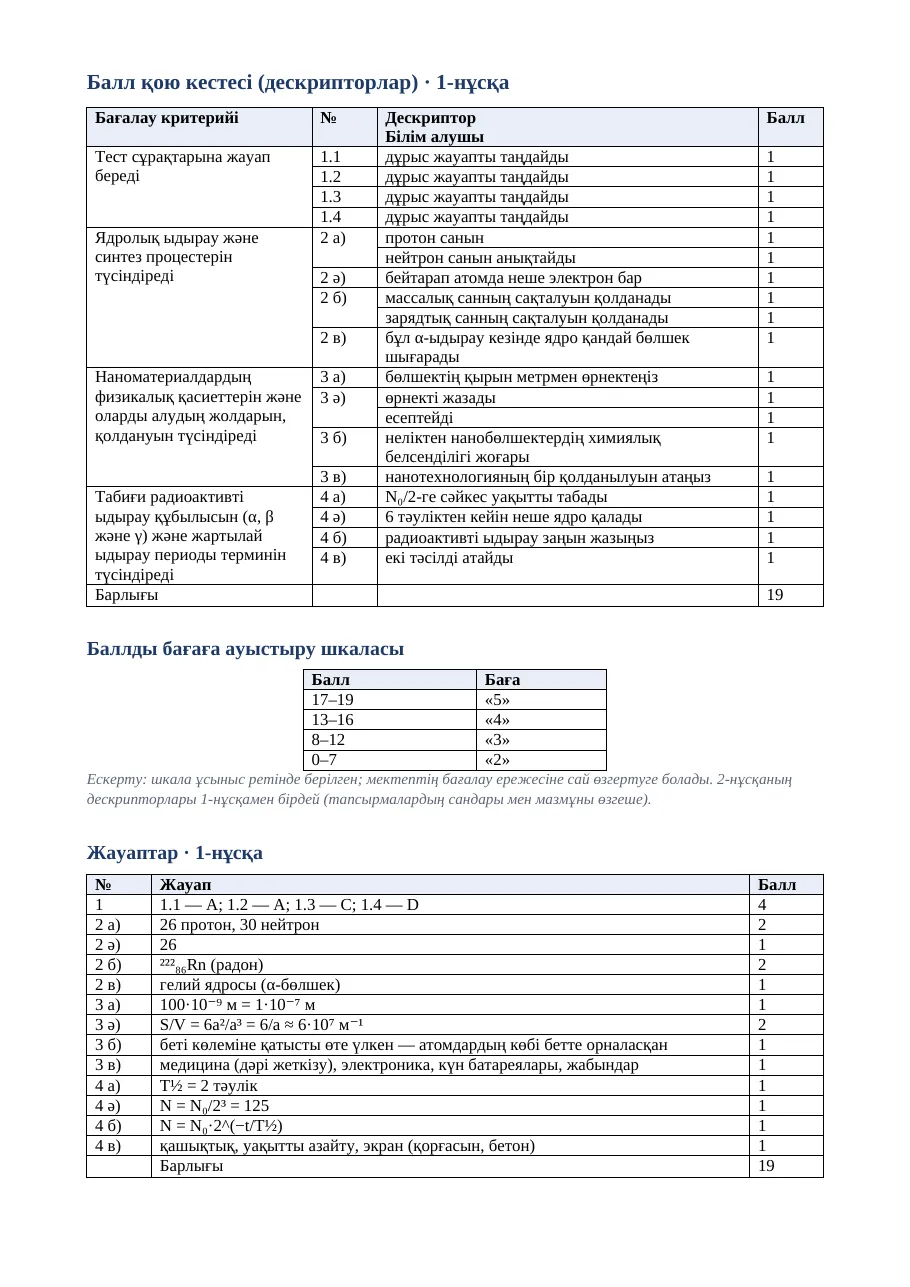 Балл қою кестесі (дескрипторлар) · 1-нұсқа
Бағалау критерийі № Дескриптор Балл
Білім алушы
Тест сұрақтарына жауап 1.1 дұрыс жауапты таңдайды 1
береді 1.2 дұрыс жауапты таңдайды 1
1.3 дұрыс жауапты таңдайды 1
1.4 дұрыс жауапты таңдайды 1
Ядролық ыдырау және 2 а) протон санын 1
синтез процестерін нейтрон санын анықтайды 1
түсіндіреді 2 ә) бейтарап атомда неше электрон бар 1
2 б) массалық санның сақталуын қолданады 1
зарядтық санның сақталуын қолданады 1
2 в) бұл α-ыдырау кезінде ядро қандай бөлшек 1
шығарады
Наноматериалдардың 3 а) бөлшектің қырын метрмен өрнектеңіз 1
физикалық қасиеттерін және 3 ә) өрнекті жазады 1
оларды алудың жолдарын, есептейді 1
қолдануын түсіндіреді 3 б) неліктен нанобөлшектердің химиялық 1
белсенділігі жоғары
3 в) нанотехнологияның бір қолданылуын атаңыз 1
Табиғи радиоактивті 4 а) N₀/2-ге сәйкес уақытты табады 1
ыдырау құбылысын (α, β 4 ә) 6 тәуліктен кейін неше ядро қалады 1
және γ) және жартылай 4 б) радиоактивті ыдырау заңын жазыңыз 1
ыдырау периоды терминін 4 в) екі тәсілді атайды 1
түсіндіреді
Барлығы 19
Баллды бағаға ауыстыру шкаласы
Балл Баға
17–19 «5»
13–16 «4»
8–12 «3»
0–7 «2»
Ескерту: шкала ұсыныс ретінде берілген; мектептің бағалау ережесіне сай өзгертуге болады. 2-нұсқаның
дескрипторлары 1-нұсқамен бірдей (тапсырмалардың сандары мен мазмұны өзгеше).
Жауаптар · 1-нұсқа
№ Жауап Балл
1 1.1 — A; 1.2 — A; 1.3 — C; 1.4 — D 4
2 а) 26 протон, 30 нейтрон 2
2 ә) 26 1
2 б) ²²²₈₆Rn (радон) 2
2 в) гелий ядросы (α-бөлшек) 1
3 а) 100·10⁻⁹ м = 1·10⁻⁷ м 1
3 ә) S/V = 6a²/a³ = 6/a ≈ 6·10⁷ м⁻¹ 2
3 б) беті көлеміне қатысты өте үлкен — атомдардың көбі бетте орналасқан 1
3 в) медицина (дәрі жеткізу), электроника, күн батареялары, жабындар 1
4 а) T½ = 2 тәулік 1
4 ә) N = N₀/2³ = 125 1
4 б) N = N₀·2^(−t/T½) 1
4 в) қашықтық, уақытты азайту, экран (қорғасын, бетон) 1
Барлығы 19